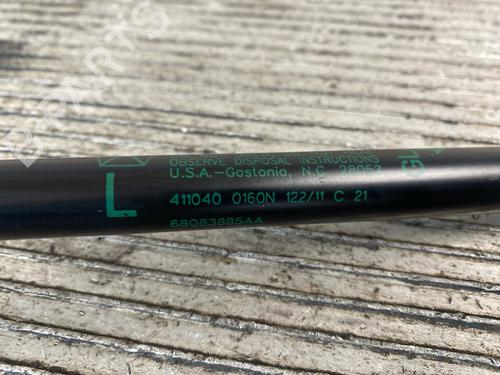 OBSERVE DISPOSAL INSTRUCTIONS
U.S.A.-Gastonia, N.C. 28052
L
411040 0160N 122/11 C 21
68083885AA